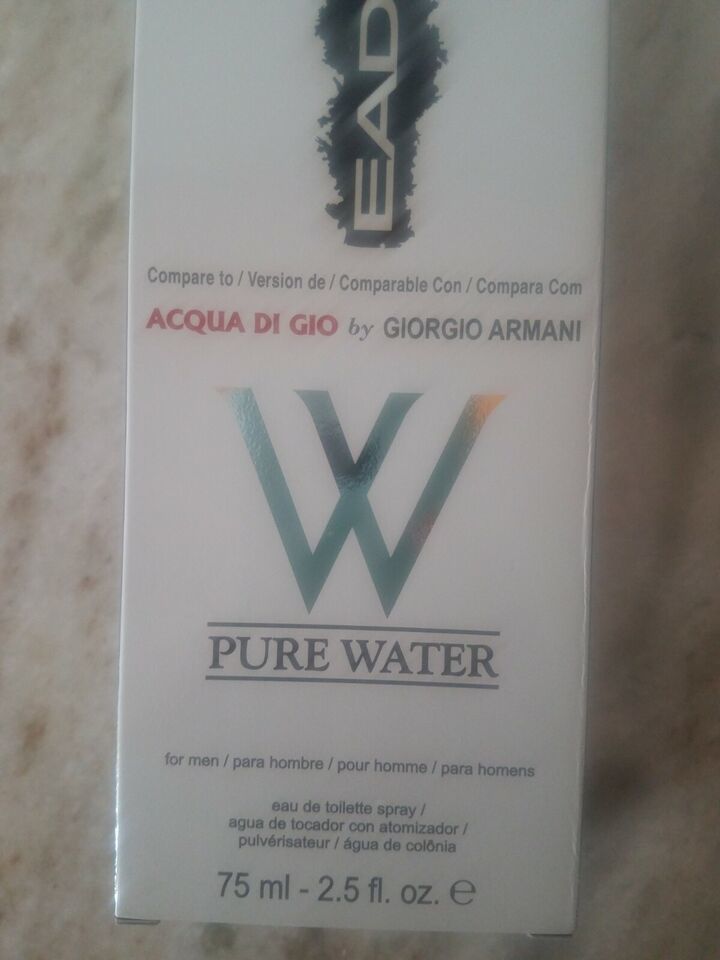 EAD
Compare to / Version de / Comparable Con / Compara Com
ACQUA DI GIO by GIORGIO ARMANI
W
PURE WATER
for men / para hombre / pour homme / para homens
eau de toilette spray /
agua de tocador con atomizador /
pulvérisateur / água de colônia
75 ml - 2.5 fl. oz. ℮